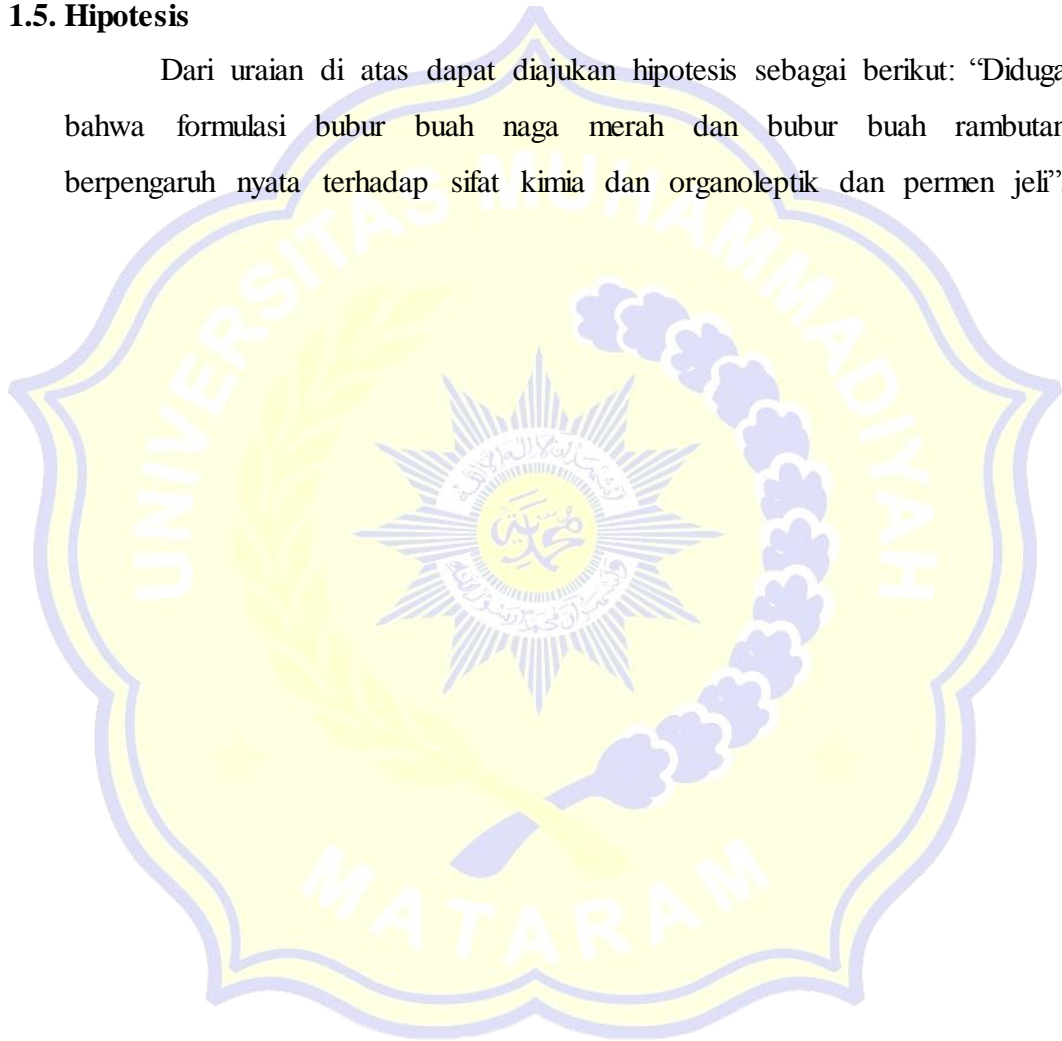 1.5. Hipotesis
Dari uraian di atas dapat diajukan hipotesis sebagai berikut: “Diduga
bahwa formulasi bubur buah naga merah dan bubur buah rambutan
berpengaruh nyata terhadap sifat kimia dan organoleptik dan permen jeli”.
UNIVERSITAS MUHAMMADIYAH
MATARAM